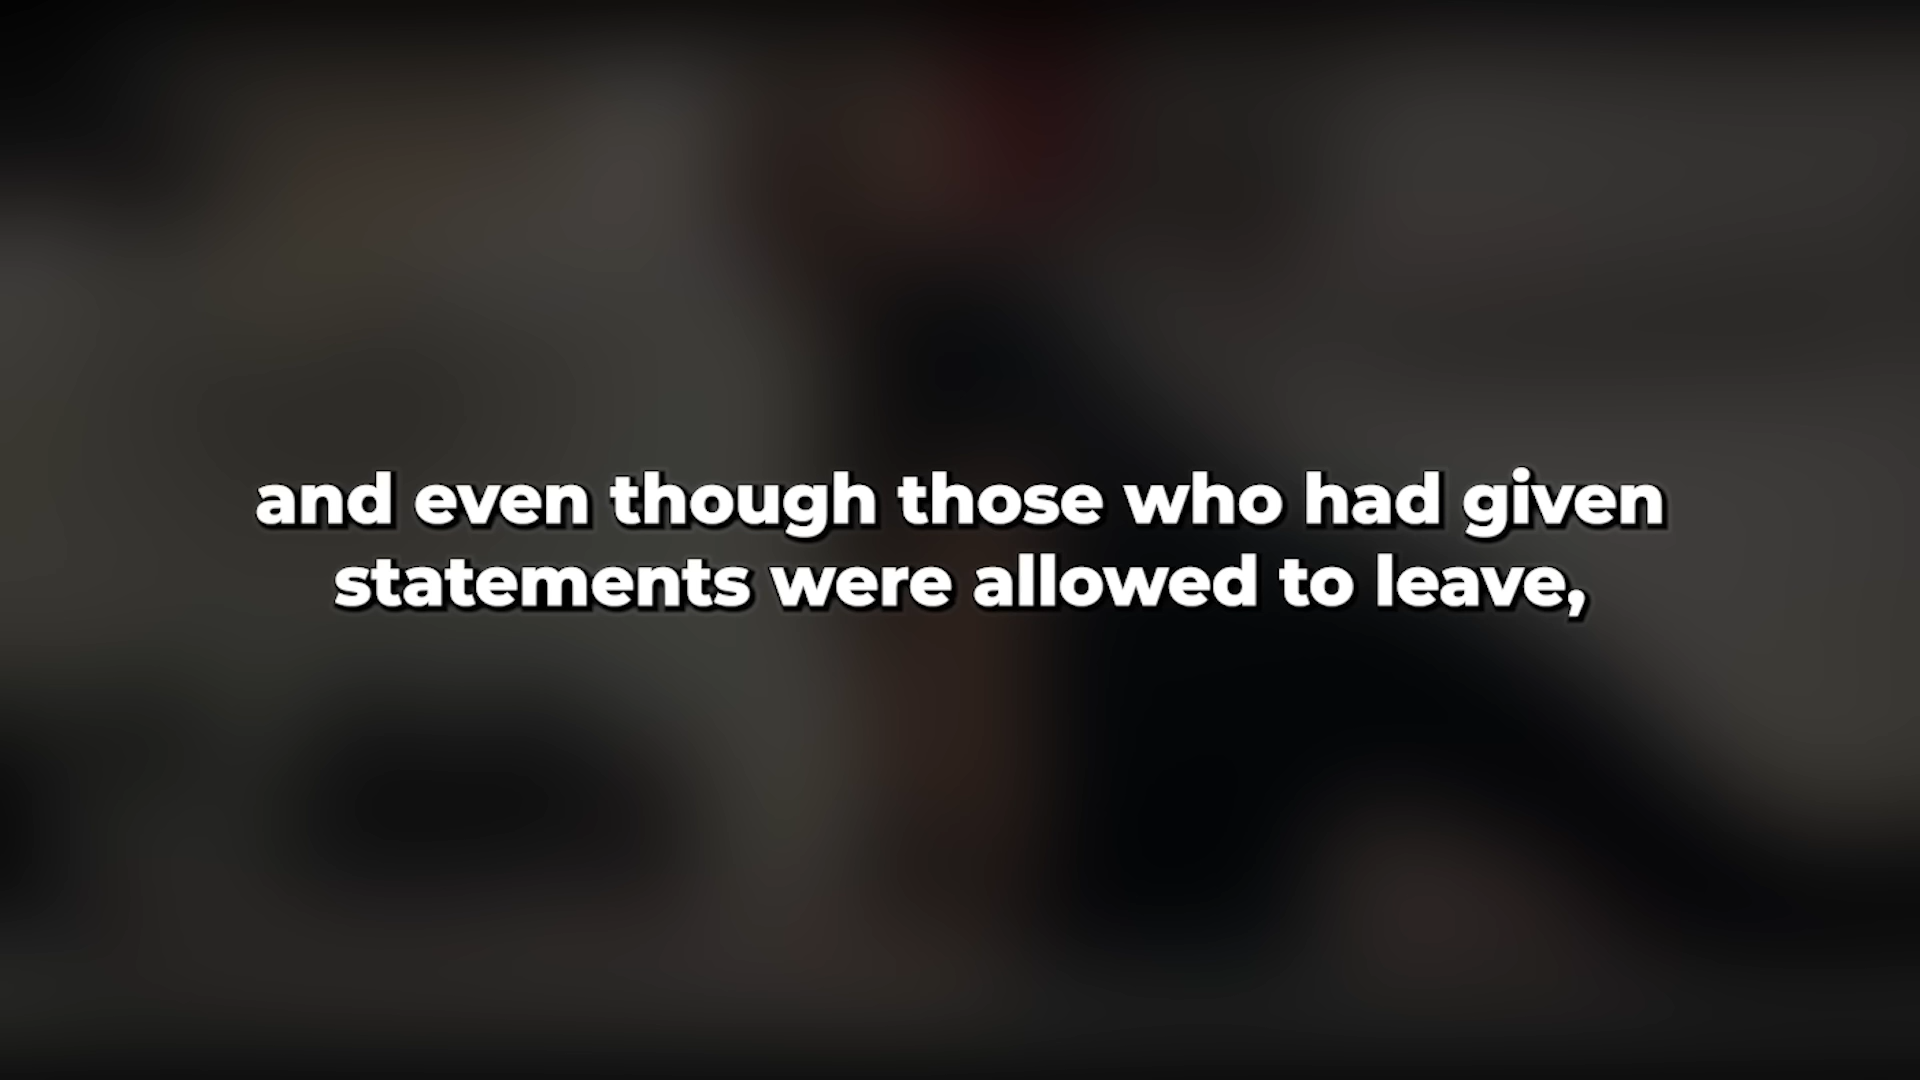 and even though those who had given
statements were allowed to leave,